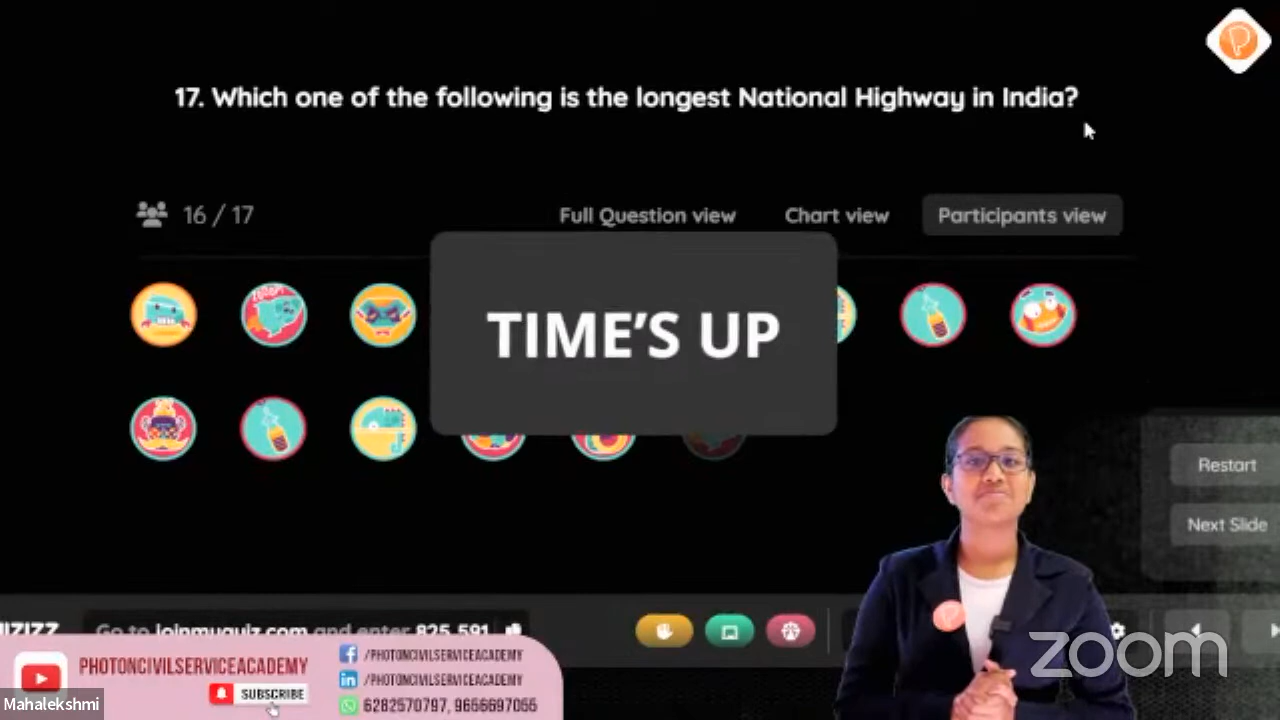 17. Which one of the following is the longest National Highway in India?
16 / 17
Full Question view
Chart view
Participants view
TIME'S UP
Restart
Next Slide
Go to joinmyquiz.com and enter 825 591
zoom
PHOTONCIVILSERVICEACADEMY
SUBSCRIBE
/PHOTONCIVILSERVICEACADEMY
/PHOTONCIVILSERVICEACADEMY
6282570797, 9656697055
Mahalekshmi